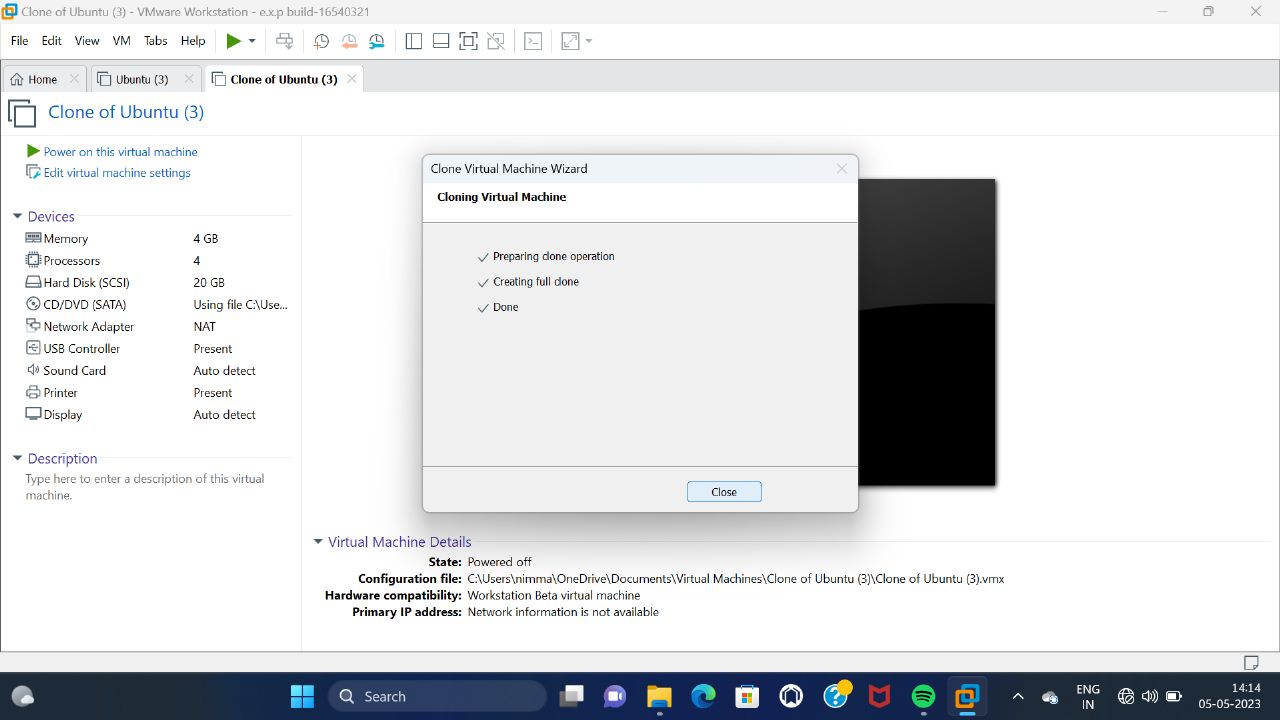 Clone of Ubuntu (3) - VMware Workstation - e.x.p build-16540321
File Edit View VM Tabs Help
Home Ubuntu (3) Clone of Ubuntu (3)
Clone of Ubuntu (3)
Power on this virtual machine
Edit virtual machine settings
Devices
Memory 4 GB
Processors 4
Hard Disk (SCSI) 20 GB
CD/DVD (SATA) Using file C:\Use...
Network Adapter NAT
USB Controller Present
Sound Card Auto detect
Printer Present
Display Auto detect
Description
Type here to enter a description of this virtual
machine.
Clone Virtual Machine Wizard
Cloning Virtual Machine
Preparing clone operation
Creating full clone
Done
Close
Virtual Machine Details
State: Powered off
Configuration file: C:\Users\nimma\OneDrive\Documents\Virtual Machines\Clone of Ubuntu (3)\Clone of Ubuntu (3).vmx
Hardware compatibility: Workstation Beta virtual machine
Primary IP address: Network information is not available
Search
ENG
IN
14:14
05-05-2023